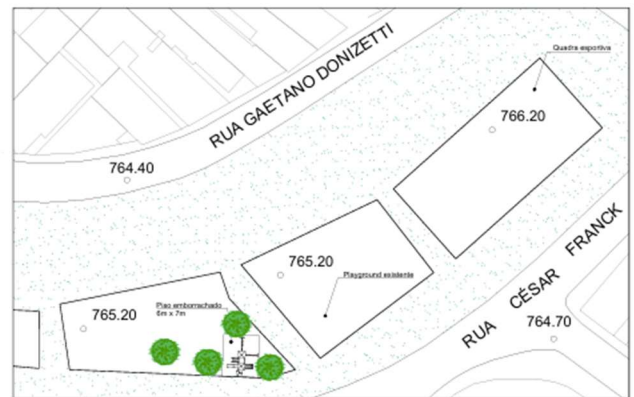 Quadra esportiva
RUA GAETANO DONIZETTI
766.20
764.40
765.20
Playground existente
RUA CÉSAR FRANCK
765.20
Piso emborrachado
6m x 7m
764.70